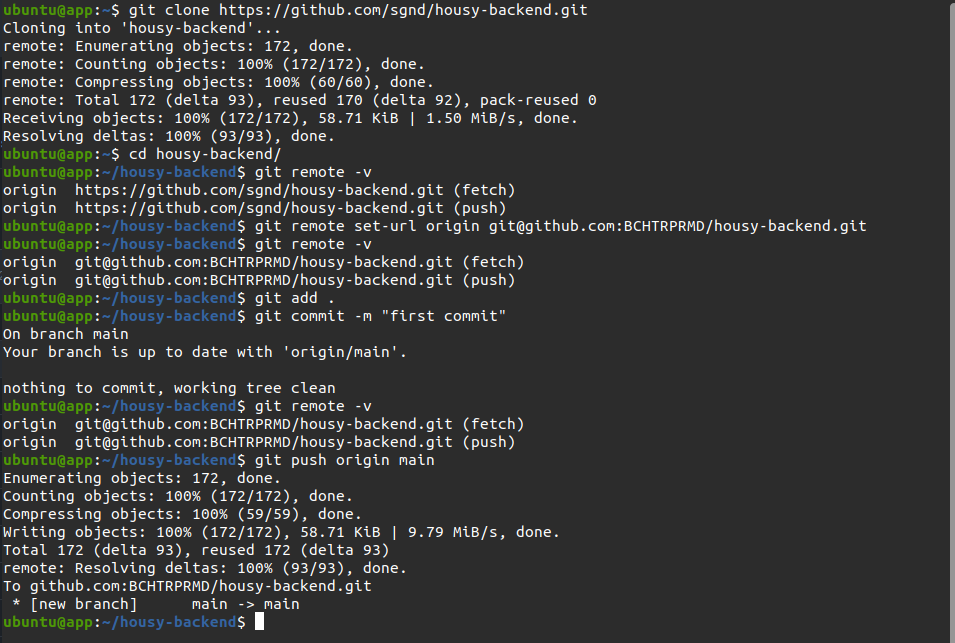 ubuntu@app:~$ git clone https://github.com/sgnd/housy-backend.git
Cloning into 'housy-backend'...
remote: Enumerating objects: 172, done.
remote: Counting objects: 100% (172/172), done.
remote: Compressing objects: 100% (60/60), done.
remote: Total 172 (delta 93), reused 170 (delta 92), pack-reused 0
Receiving objects: 100% (172/172), 58.71 KiB | 1.50 MiB/s, done.
Resolving deltas: 100% (93/93), done.
ubuntu@app:~$ cd housy-backend/
ubuntu@app:~/housy-backend$ git remote -v
origin  https://github.com/sgnd/housy-backend.git (fetch)
origin  https://github.com/sgnd/housy-backend.git (push)
ubuntu@app:~/housy-backend$ git remote set-url origin git@github.com:BCHTRPRMD/housy-backend.git
ubuntu@app:~/housy-backend$ git remote -v
origin  git@github.com:BCHTRPRMD/housy-backend.git (fetch)
origin  git@github.com:BCHTRPRMD/housy-backend.git (push)
ubuntu@app:~/housy-backend$ git add .
ubuntu@app:~/housy-backend$ git commit -m "first commit"
On branch main
Your branch is up to date with 'origin/main'.

nothing to commit, working tree clean
ubuntu@app:~/housy-backend$ git remote -v
origin  git@github.com:BCHTRPRMD/housy-backend.git (fetch)
origin  git@github.com:BCHTRPRMD/housy-backend.git (push)
ubuntu@app:~/housy-backend$ git push origin main
Enumerating objects: 172, done.
Counting objects: 100% (172/172), done.
Compressing objects: 100% (59/59), done.
Writing objects: 100% (172/172), 58.71 KiB | 9.79 MiB/s, done.
Total 172 (delta 93), reused 172 (delta 93)
remote: Resolving deltas: 100% (93/93), done.
To github.com:BCHTRPRMD/housy-backend.git
 * [new branch]      main -> main
ubuntu@app:~/housy-backend$